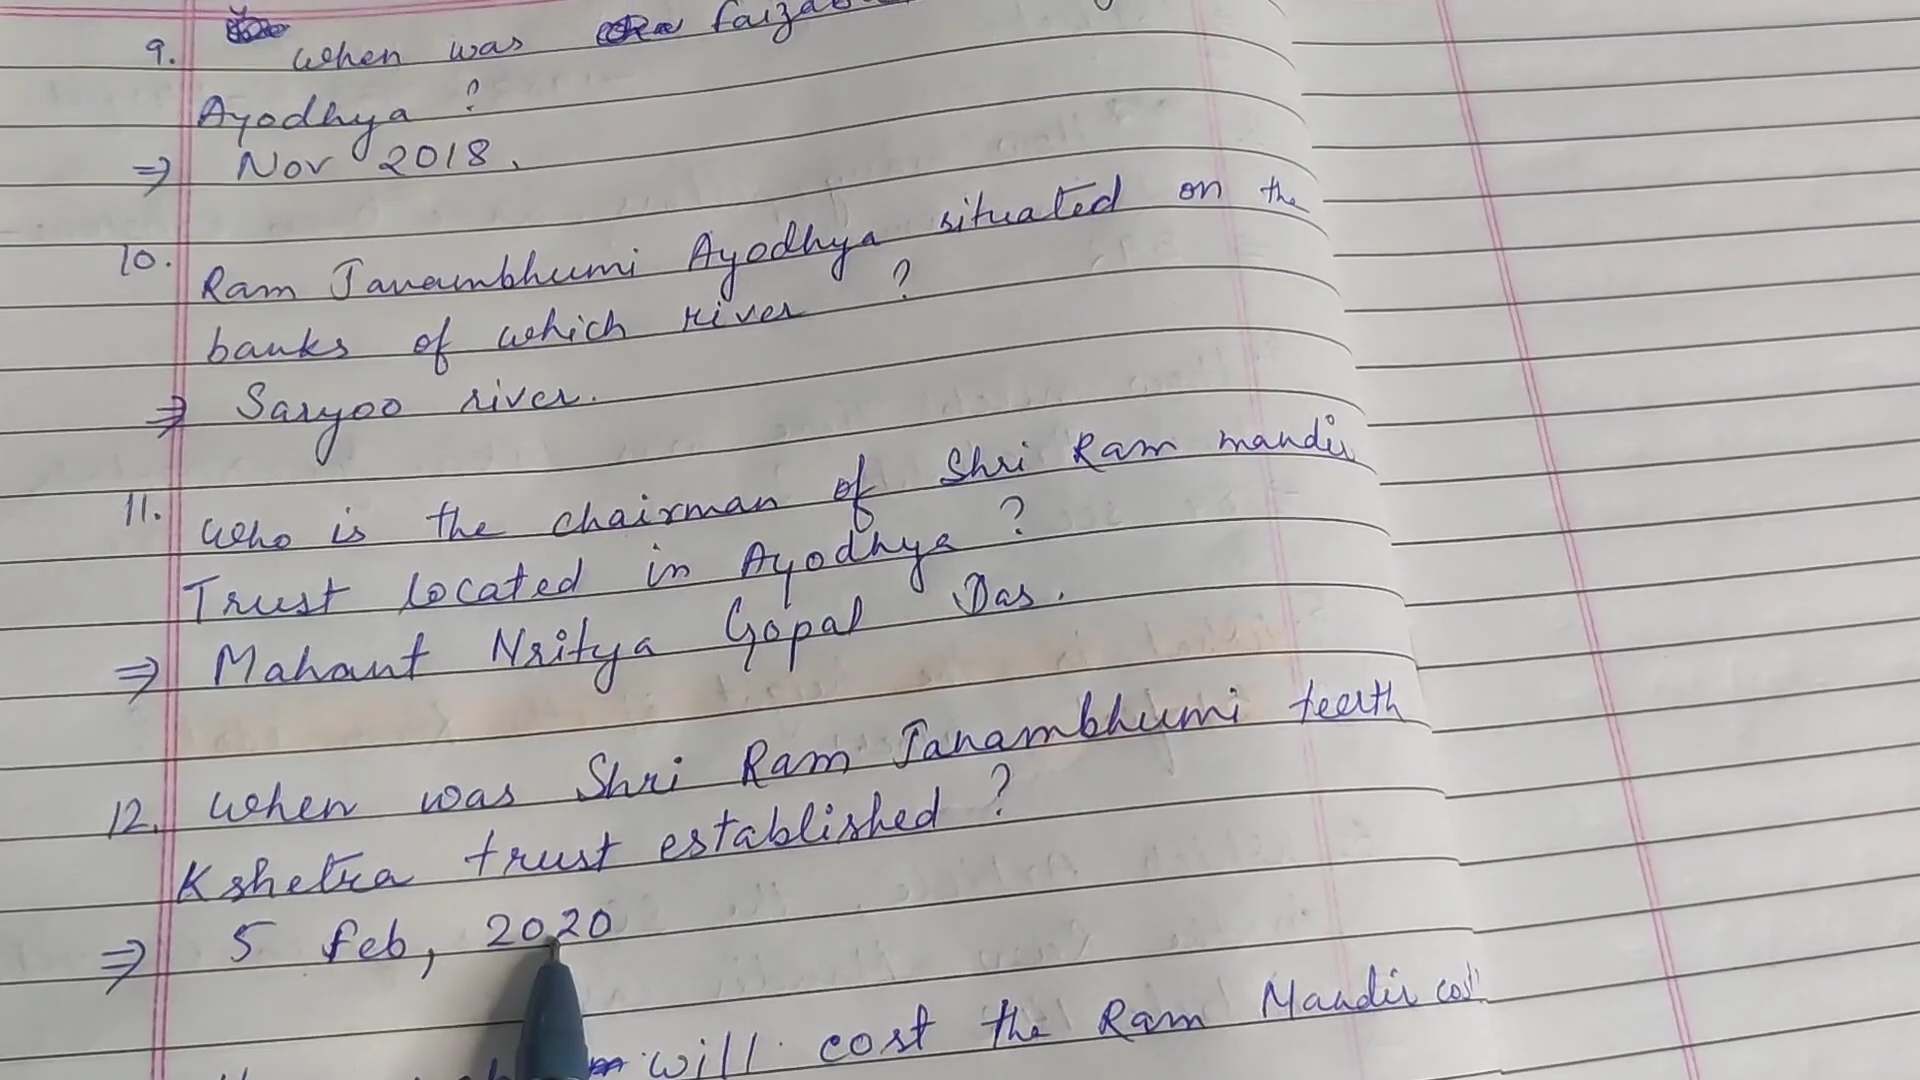 9. When was faizab
Ayodhya ?
⇒ Nov 2018.
10. Ram Janambhumi Ayodhya situated on the
banks of which river ?
⇒ Saryoo river.
11. Who is the chairman of Shri Ram mandir
Trust located in Ayodhya ?
⇒ Mahant Nritya Gopal Das.
12. When was Shri Ram Janambhumi teerth
Kshetra trust established ?
⇒ 5 Feb, 2020
will cost the Ram Mandir cost